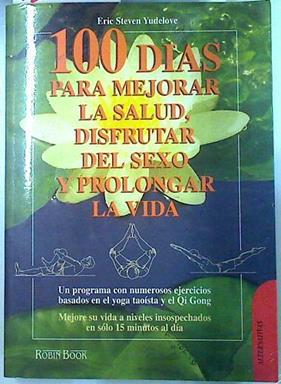 Eric Steven Yudelove
100 DIAS
PARA MEJORAR
LA SALUD,
DISFRUTAR
DEL SEXO
Y PROLONGAR
LA VIDA
Un programa con numerosos ejercicios
basados en el yoga taoísta y el Qi Gong
Mejore su vida a niveles insospechados
en sólo 15 minutos al día
ROBIN BOOK
ALTERNATIVAS